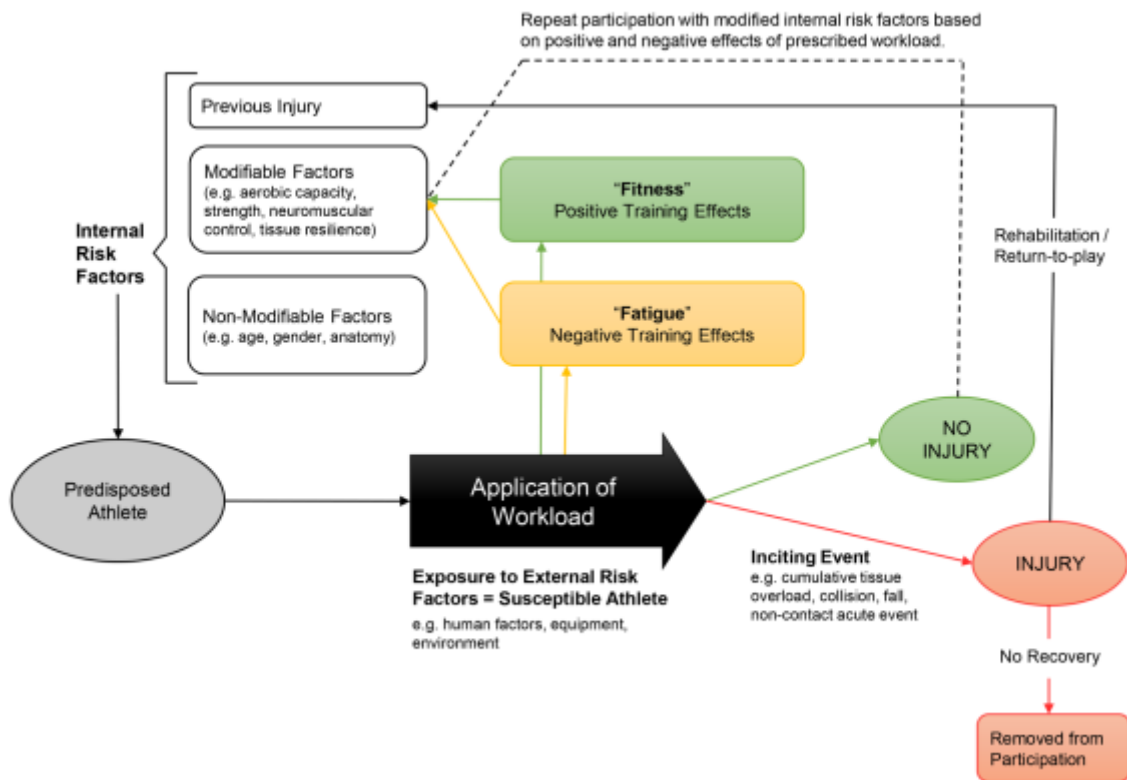 Repeat participation with modified internal risk factors based
on positive and negative effects of prescribed workload.
Previous Injury
Modifiable Factors
(e.g. aerobic capacity,
strength, neuromuscular
control, tissue resilience)
Internal
Risk
Factors
Non-Modifiable Factors
(e.g. age, gender, anatomy)
"Fitness"
Positive Training Effects
"Fatigue"
Negative Training Effects
Rehabilitation /
Return-to-play
NO
INJURY
Predisposed
Athlete
Application of
Workload
Exposure to External Risk
Factors = Susceptible Athlete
e.g. human factors, equipment,
environment
Inciting Event
e.g. cumulative tissue
overload, collision, fall,
non-contact acute event
INJURY
No Recovery
Removed from
Participation